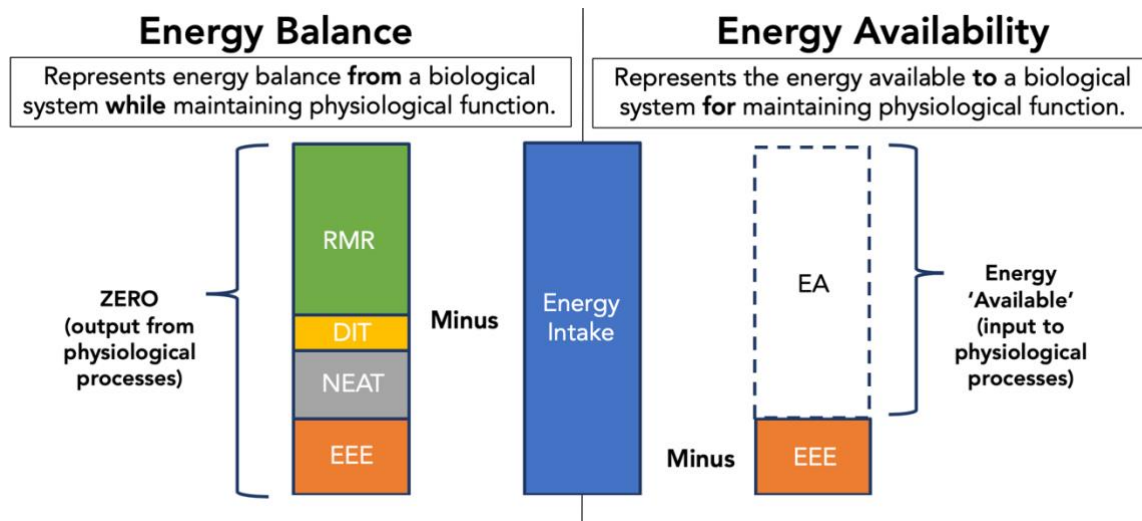 Energy Balance
Represents energy balance from a biological
system while maintaining physiological function.
ZERO
(output from
physiological
processes)
RMR
DIT
NEAT
EEE
Minus
Energy
Intake
Energy Availability
Represents the energy available to a biological
system for maintaining physiological function.
Minus
EA
EEE
Energy
‘Available’
(input to
physiological
processes)